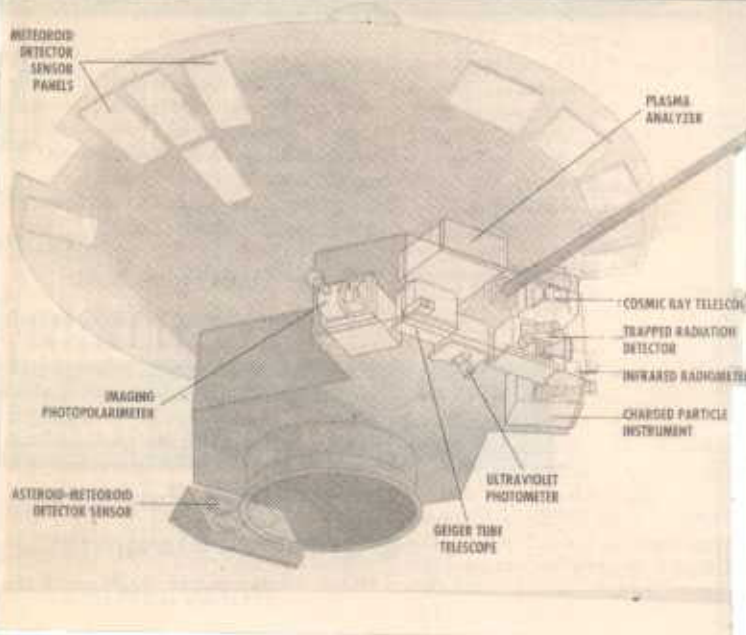 METEOROID
DETECTOR
SENSOR
PANELS
PLASMA
ANALYZER
COSMIC RAY TELESCO
TRAPPED RADIATION
DETECTOR
INFRARED RADIOMETER
CHARGED PARTICLE
INSTRUMENT
IMAGING
PHOTOPOLARIMETER
ULTRAVIOLET
PHOTOMETER
ASTEROID-METEOROID
DETECTOR SENSOR
GEIGER TUBE
TELESCOPE